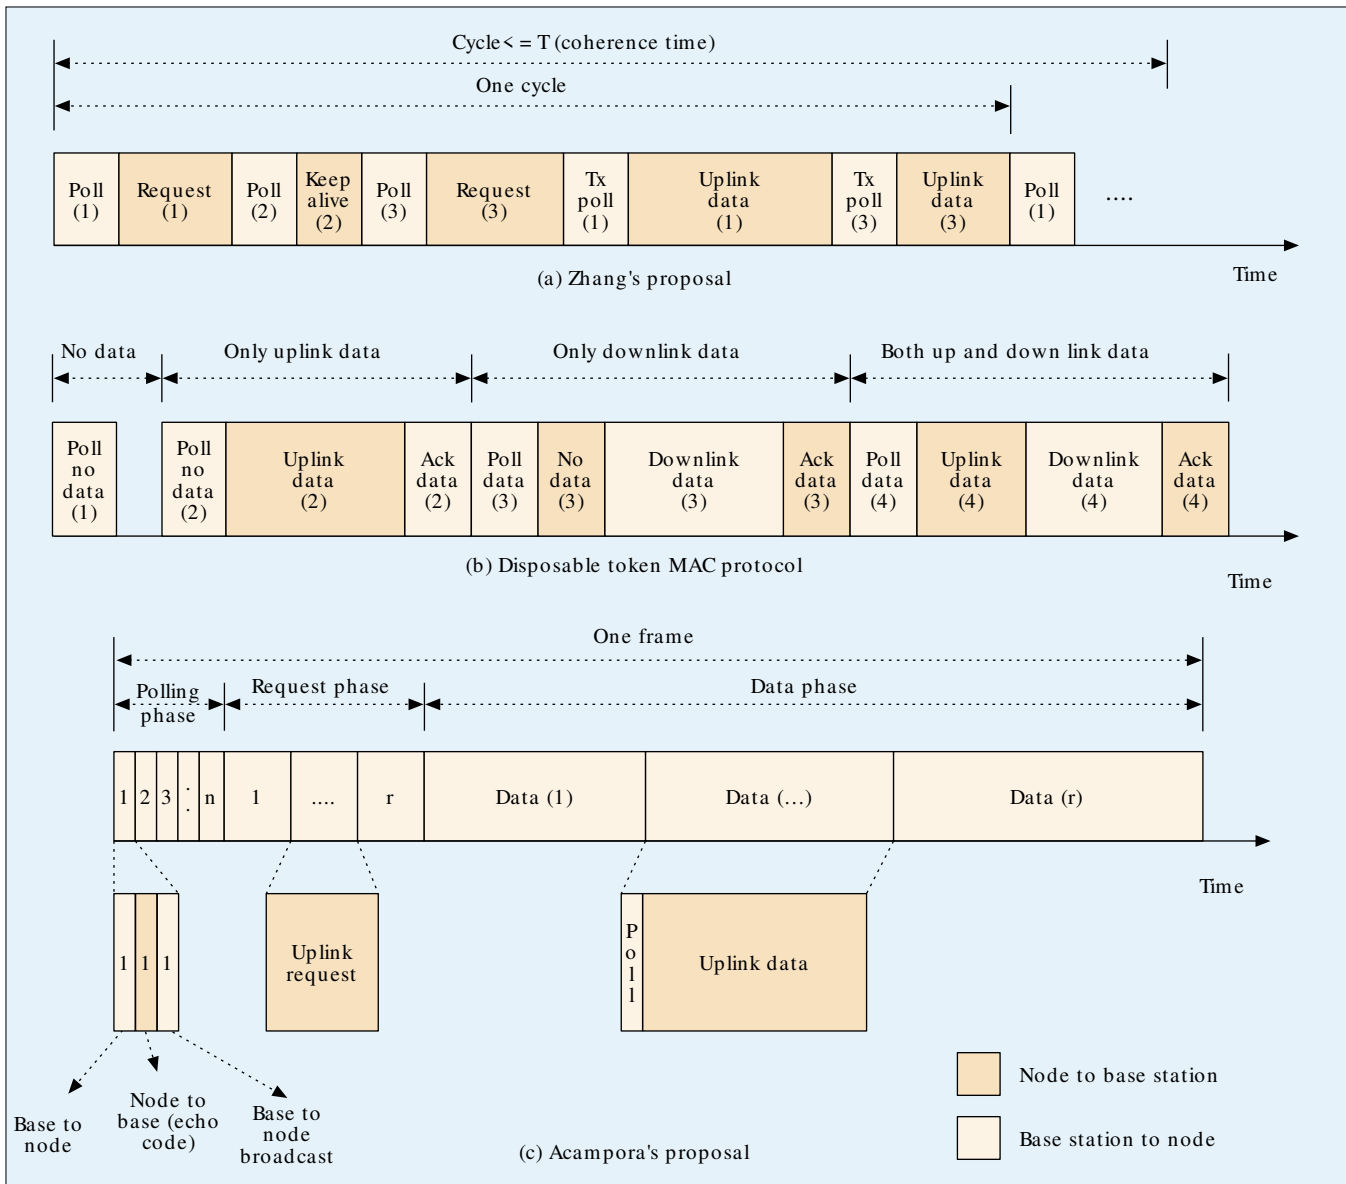 Cycle< = T (coherence time)
One cycle
Poll
(1)
Request
(1)
Poll
(2)
Keep
alive
(2)
Poll
(3)
Request
(3)
Tx
poll
(1)
Uplink
data
(1)
Tx
poll
(3)
Uplink
data
(3)
Poll
(1)
....
(a) Zhang's proposal
Time
No data
Only uplink data
Only downlink data
Both up and down link data
Poll
no
data
(1)
Poll
no
data
(2)
Uplink
data
(2)
Ack
data
(2)
Poll
data
(3)
No
data
(3)
Downlink
data
(3)
Ack
data
(3)
Poll
data
(4)
Uplink
data
(4)
Downlink
data
(4)
Ack
data
(4)
(b) Disposable token MAC protocol
Time
One frame
Polling
phase
Request phase
Data phase
1
2
3
. .
n
1
....
r
Data (1)
Data (...)
Data (r)
Time
1
1
1
Uplink
request
P
o
l
l
Uplink data
Base to
node
Node to
base (echo
code)
Base to
node
broadcast
Node to base station
Base station to node
(c) Acampora's proposal